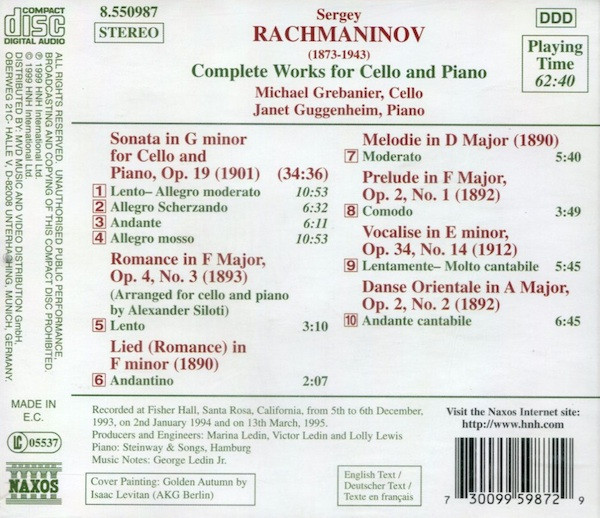 COMPACT
disc
DIGITAL AUDIO
8.550987
STEREO
Sergey
RACHMANINOV
(1873-1943)
Complete Works for Cello and Piano
Michael Grebanier, Cello
Janet Guggenheim, Piano
DDD
Playing
Time
62:40
Sonata in G minor
for Cello and
Piano, Op. 19 (1901) (34:36)
1 Lento– Allegro moderato 10:53
2 Allegro Scherzando 6:32
3 Andante 6:11
4 Allegro mosso 10:53
Romance in F Major,
Op. 4, No. 3 (1893)
(Arranged for cello and piano
by Alexander Siloti)
5 Lento 3:10
Lied (Romance) in
F minor (1890)
6 Andantino 2:07
Melodie in D Major (1890)
7 Moderato 5:40
Prelude in F Major,
Op. 2, No. 1 (1892)
8 Comodo 3:49
Vocalise in E minor,
Op. 34, No. 14 (1912)
9 Lentamente– Molto cantabile 5:45
Danse Orientale in A Major,
Op. 2, No. 2 (1892)
10 Andante cantabile 6:45
ALL RIGHTS RESERVED. UNAUTHORISED PUBLIC PERFORMANCE,
BROADCASTING AND COPYING OF THIS COMPACT DISC PROHIBITED.
℗ 1999 HNH International Ltd.
© 1999 HNH International Ltd.
DISTRIBUTED BY: MVD MUSIC AND VIDEO DISTRIBUTION GmbH,
OBERWEG 21C- HALLE V, D-82008 UNTERHACHING, MUNICH, GERMANY.
MADE IN
E.C.
LC 05537
NAXOS
Recorded at Fisher Hall, Santa Rosa, California, from 5th to 6th December,
1993, on 2nd January 1994 and on 13th March, 1995.
Producers and Engineers: Marina Ledin, Victor Ledin and Lolly Lewis
Piano: Steinway & Songs, Hamburg
Music Notes: George Ledin Jr.
Cover Painting: Golden Autumn by
Isaac Levitan (AKG Berlin)
English Text /
Deutscher Text /
Texte en français
Visit the Naxos Internet site:
http://www.hnh.com
7 30099 59872 9